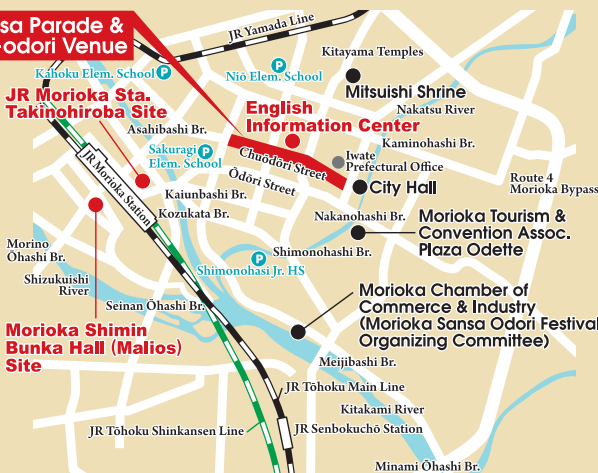 sa Parade &
odori Venue
JR Yamada Line
Kitayama Temples
Kahoku Elem. School P
P
Niō Elem. School
Mitsuishi Shrine
JR Morioka Sta.
Takinohiroba Site
English
Information Center
Nakatsu River
Asahibashi Br.
Kaminohashi Br.
Sakuragi P
Elem. School
Chuōdōri Street
Iwate
Prefectural Office
JR Morioka Station
Ōdōri Street
City Hall
Route 4
Morioka Bypass
Kaiunbashi Br.
Kozukata Br.
Nakanohashi Br.
Morioka Tourism &
Convention Assoc.
Plaza Odette
Morino
Ōhashi Br.
Shimonohashi Br.
P
Shimonohasi Jr. HS
Shizukuishi
River
Seinan Ōhashi Br.
Morioka Chamber of
Commerce & Industry
(Morioka Sansa Odori Festival
Organizing Committee)
Morioka Shimin
Bunka Hall (Malios)
Site
Meijibashi Br.
JR Tōhoku Main Line
Kitakami River
JR Tōhoku Shinkansen Line
JR Senbokuchō Station
Minami Ōhashi Br.